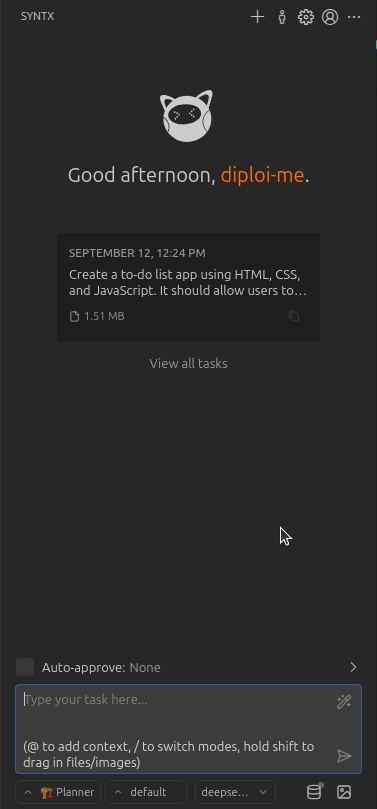 SYNTX
Good afternoon, diploi-me.
SEPTEMBER 12, 12:24 PM
Create a to-do list app using HTML, CSS,
and JavaScript. It should allow users to...
1.51 MB
View all tasks
Auto-approve: None
Type your task here...
(@ to add context, / to switch modes, hold shift to
drag in files/images)
Planner default deepse...